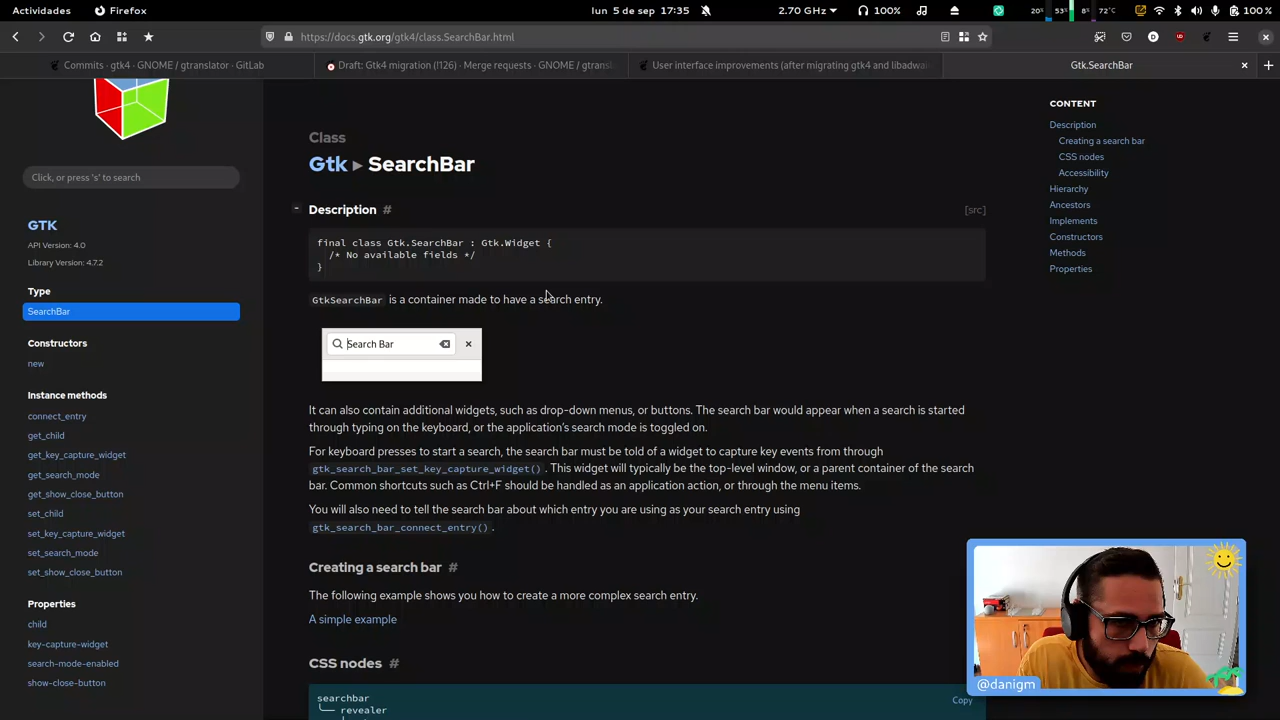 Actividades
Firefox
lun 5 de sep 17:35
2.70 GHz
100%
20%
53%
8%
72°C
100 %
https://docs.gtk.org/gtk4/class.SearchBar.html
Commits · gtk4 · GNOME / gtranslator · GitLab
Draft: Gtk4 migration (!126) · Merge requests · GNOME / gtransl
User interface improvements (after migrating gtk4 and libadwai
Gtk.SearchBar
Click, or press 's' to search
GTK
API Version: 4.0
Library Version: 4.7.2
Type
SearchBar
Constructors
new
Instance methods
connect_entry
get_child
get_key_capture_widget
get_search_mode
get_show_close_button
set_child
set_key_capture_widget
set_search_mode
set_show_close_button
Properties
child
key-capture-widget
search-mode-enabled
show-close-button
Class
Gtk ▸ SearchBar
Description #
[src]
final class Gtk.SearchBar : Gtk.Widget {
/* No available fields */
}
GtkSearchBar is a container made to have a search entry.
Search Bar
It can also contain additional widgets, such as drop-down menus, or buttons. The search bar would appear when a search is started
through typing on the keyboard, or the application's search mode is toggled on.
For keyboard presses to start a search, the search bar must be told of a widget to capture key events from through
gtk_search_bar_set_key_capture_widget() . This widget will typically be the top-level window, or a parent container of the search
bar. Common shortcuts such as Ctrl+F should be handled as an application action, or through the menu items.
You will also need to tell the search bar about which entry you are using as your search entry using
gtk_search_bar_connect_entry() .
Creating a search bar #
The following example shows you how to create a more complex search entry.
A simple example
CSS nodes #
searchbar
╰── revealer
Copy
CONTENT
Description
Creating a search bar
CSS nodes
Accessibility
Hierarchy
Ancestors
Implements
Constructors
Methods
Properties
@danigm